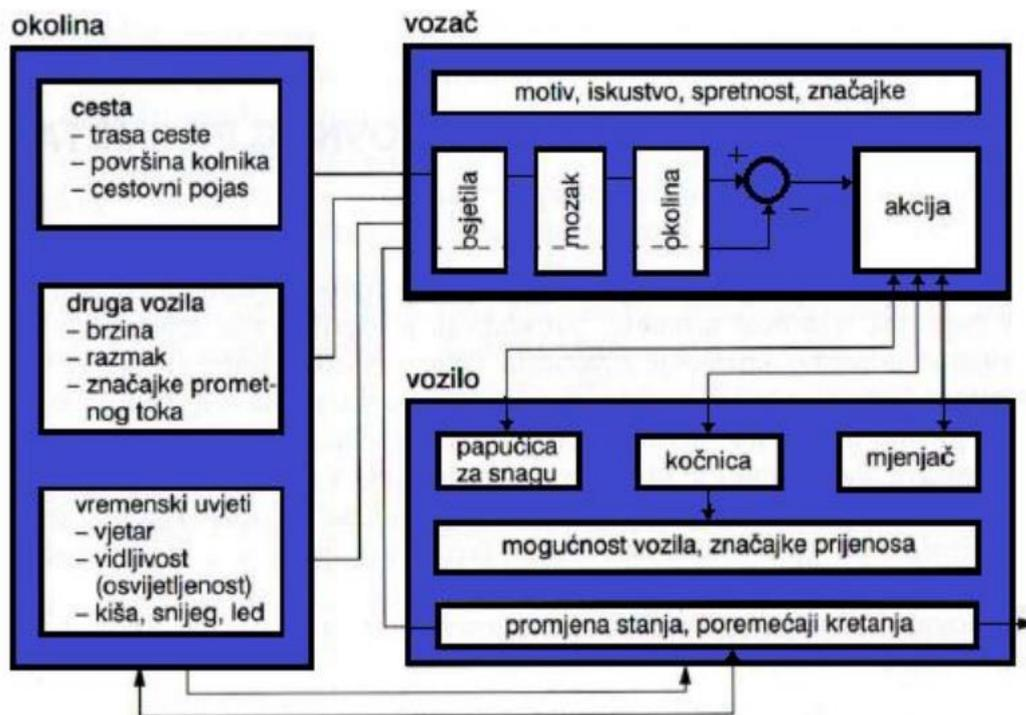 okolina
cesta
– trasa ceste
– površina kolnika
– cestovni pojas
druga vozila
– brzina
– razmak
– značajke promet-
nog toka
vremenski uvjeti
– vjetar
– vidljivost
(osvijetljenost)
– kiša, snijeg, led
vozač
motiv, iskustvo, spretnost, značajke
osjetila
mozak
okolina
+
–
akcija
vozilo
papučica
za snagu
kočnica
mjenjač
mogućnost vozila, značajke prijenosa
promjena stanja, poremećaji kretanja